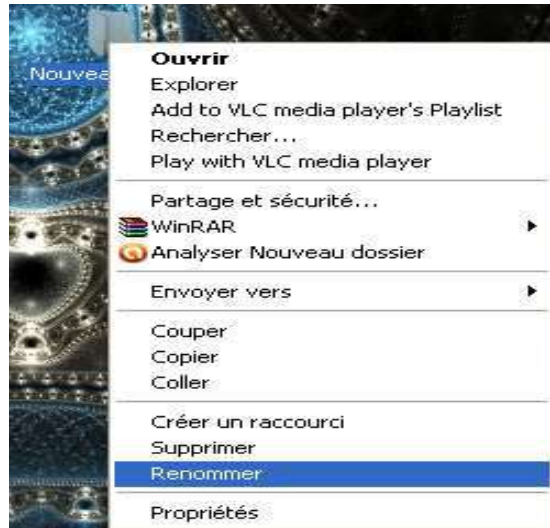 Nouvea
Ouvrir
Explorer
Add to VLC media player's Playlist
Rechercher...
Play with VLC media player
Partage et sécurité...
WinRAR
Analyser Nouveau dossier
Envoyer vers
Couper
Copier
Coller
Créer un raccourci
Supprimer
Renommer
Propriétés